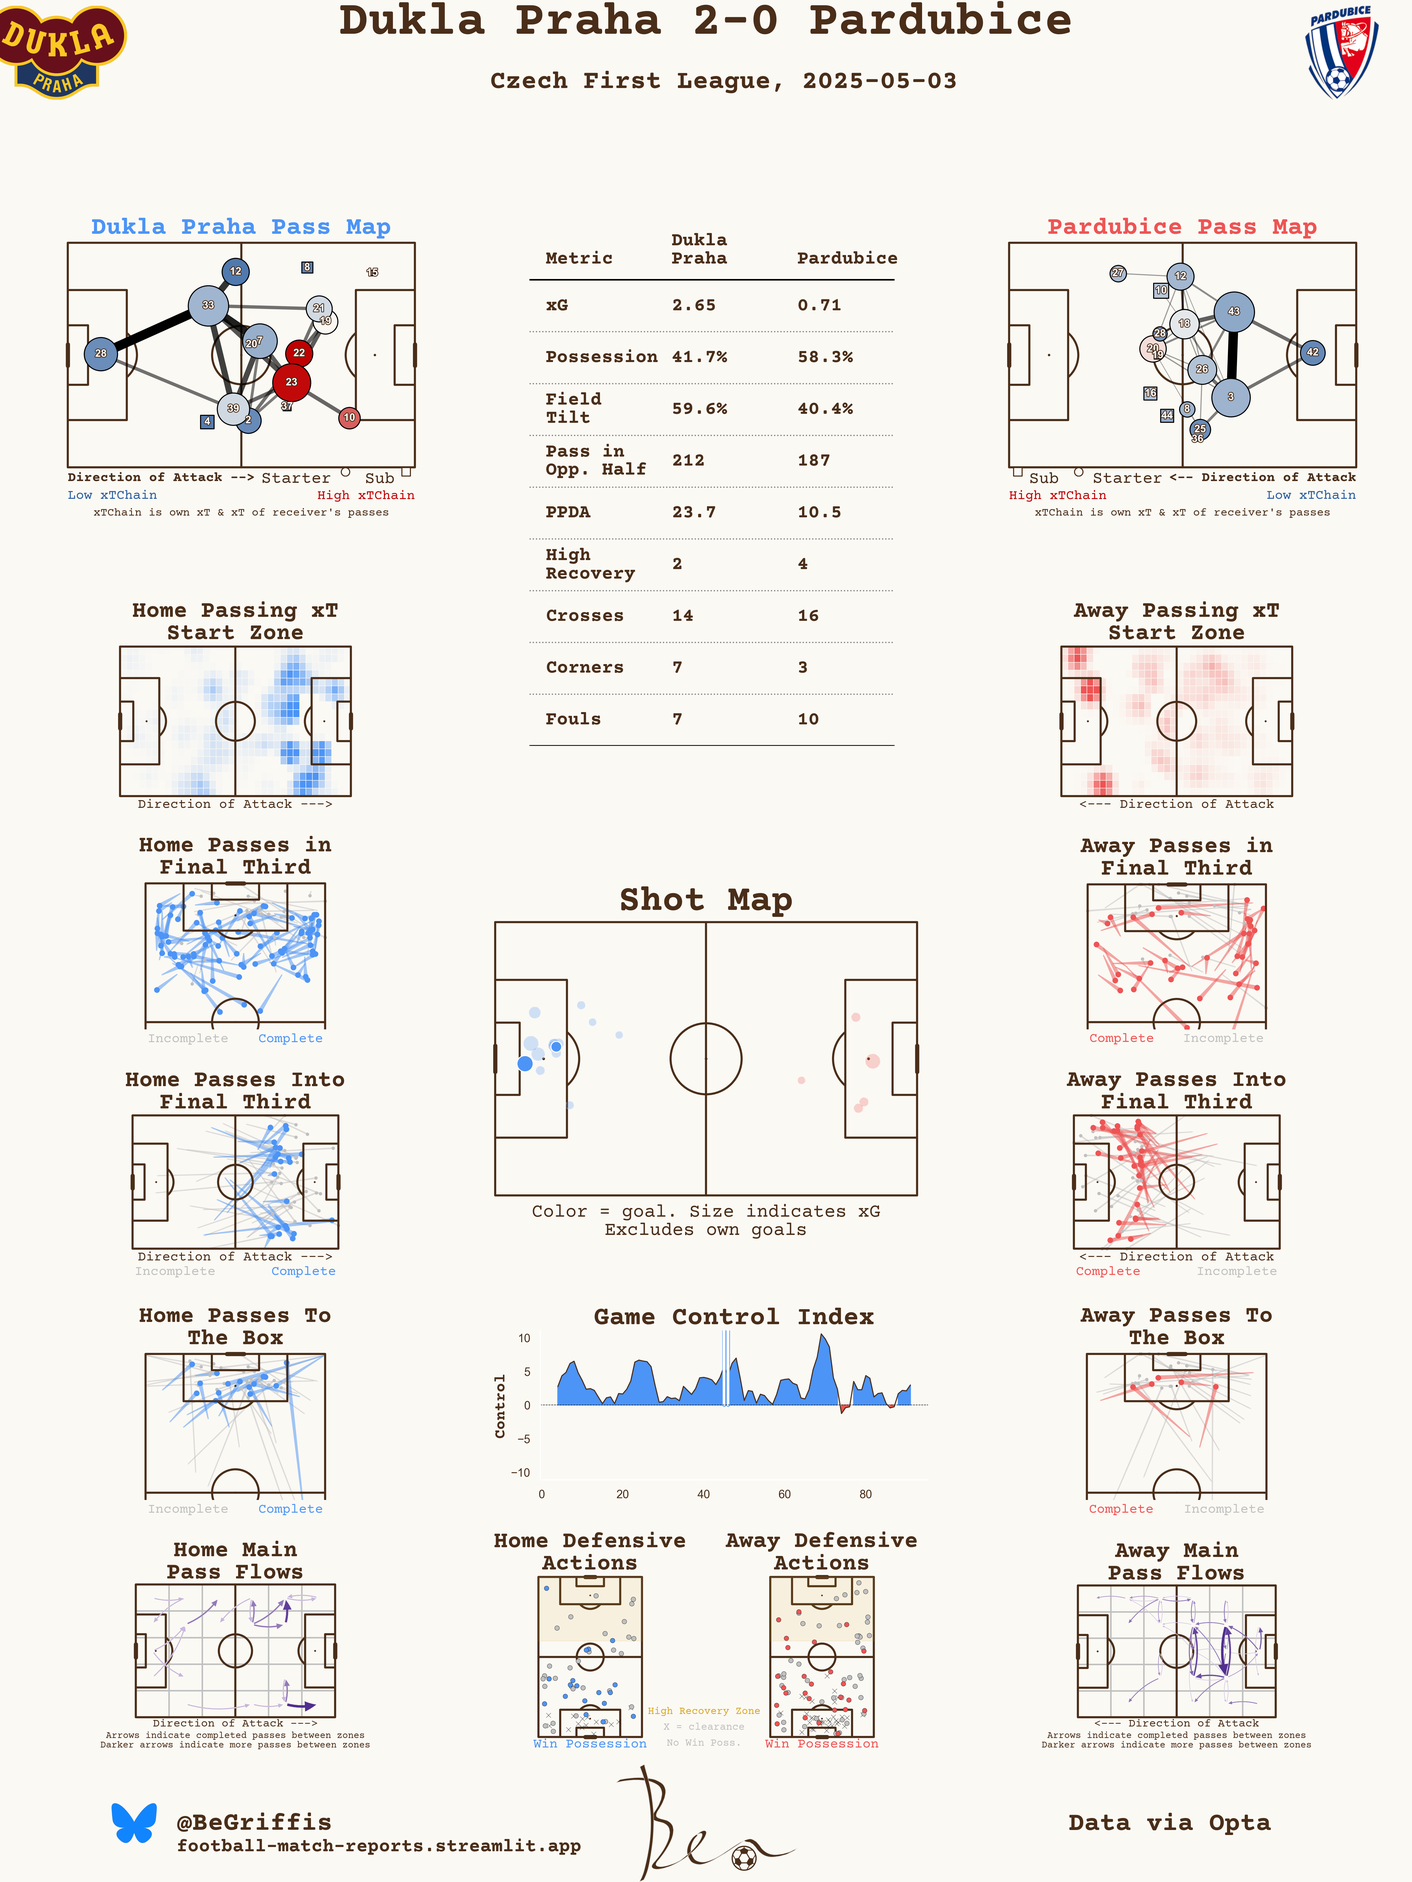 Dukla Praha 2-0 Pardubice
Czech First League, 2025-05-03
DUKLA
PRAHA
PARDUBICE
Dukla Praha Pass Map
12
8
15
33
21
19
28
20
7
22
23
39
37
4
2
10
Direction of Attack --> Starter Sub
Low xTChain High xTChain
xTChain is own xT & xT of receiver's passes
Metric Dukla Praha Pardubice
xG 2.65 0.71
Possession 41.7% 58.3%
Field Tilt 59.6% 40.4%
Pass in Opp. Half 212 187
PPDA 23.7 10.5
High Recovery 2 4
Crosses 14 16
Corners 7 3
Fouls 7 10
Pardubice Pass Map
27
12
10
43
18
28
20
19
42
26
16
3
8
44
25
36
Sub Starter <-- Direction of Attack
High xTChain Low xTChain
xTChain is own xT & xT of receiver's passes
Home Passing xT
Start Zone
Direction of Attack --->
Away Passing xT
Start Zone
<--- Direction of Attack
Home Passes in
Final Third
Incomplete Complete
Away Passes in
Final Third
Complete Incomplete
Shot Map
Color = goal. Size indicates xG
Excludes own goals
Home Passes Into
Final Third
Direction of Attack --->
Incomplete Complete
Away Passes Into
Final Third
<--- Direction of Attack
Complete Incomplete
Home Passes To
The Box
Incomplete Complete
Game Control Index
Control
10
5
0
−5
−10
0 20 40 60 80
Away Passes To
The Box
Complete Incomplete
Home Main
Pass Flows
Direction of Attack --->
Arrows indicate completed passes between zones
Darker arrows indicate more passes between zones
Home Defensive
Actions
Win Possession
Away Defensive
Actions
Win Possession
High Recovery Zone
X = clearance
No Win Poss.
Away Main
Pass Flows
<--- Direction of Attack
Arrows indicate completed passes between zones
Darker arrows indicate more passes between zones
@BeGriffis
football-match-reports.streamlit.app
Ben
Data via Opta